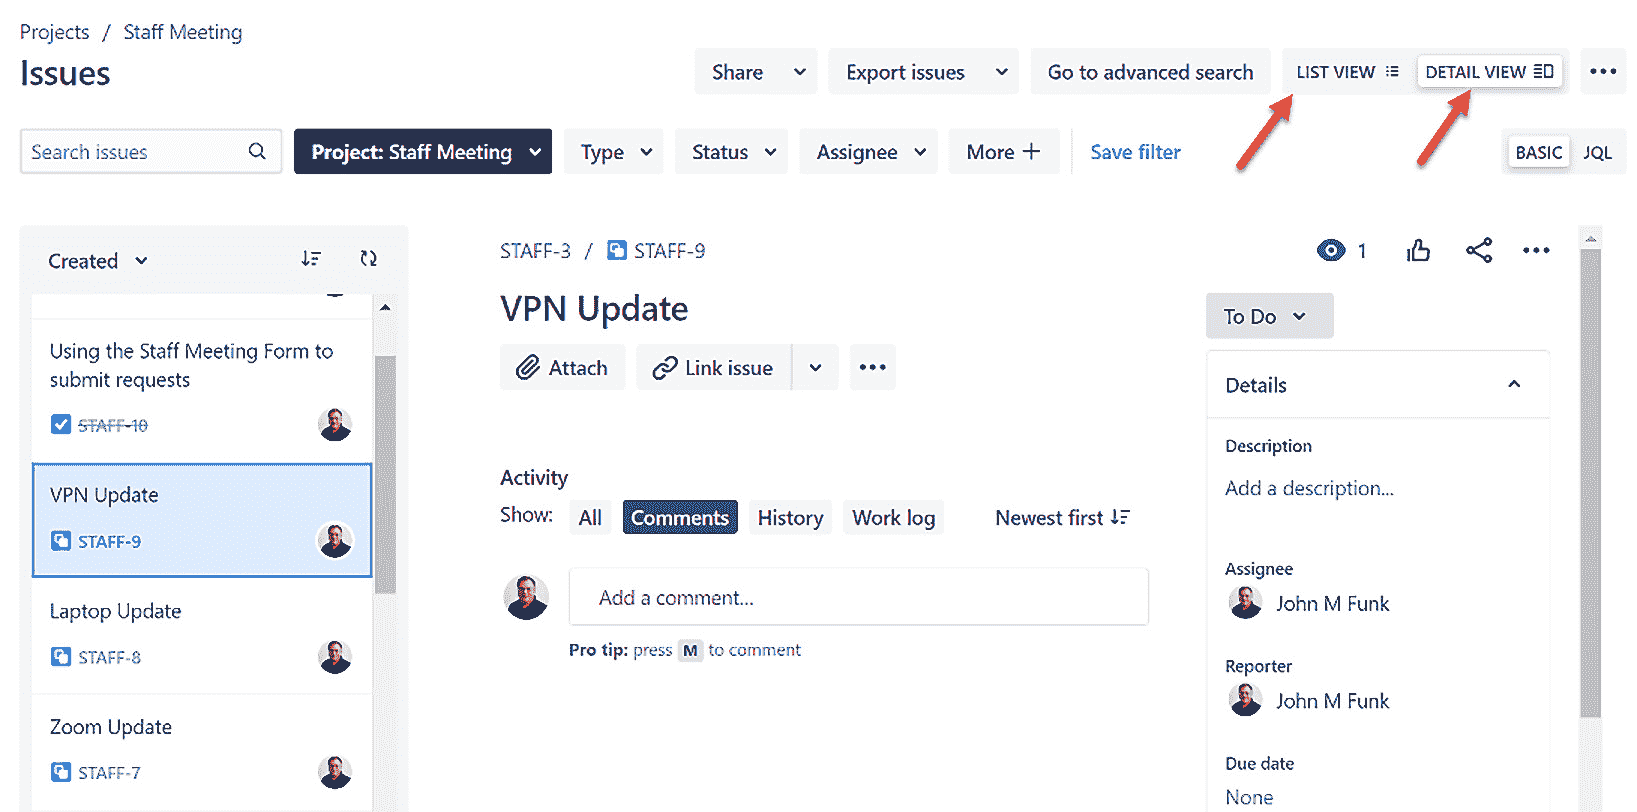 Projects / Staff Meeting
Issues
Share
Export issues
Go to advanced search
LIST VIEW
DETAIL VIEW
Search issues
Project: Staff Meeting
Type
Status
Assignee
More +
Save filter
BASIC
JQL
Created
Using the Staff Meeting Form to
submit requests
STAFF-10
VPN Update
STAFF-9
Laptop Update
STAFF-8
Zoom Update
STAFF-7
STAFF-3 / STAFF-9
1
VPN Update
Attach
Link issue
Activity
Show: All Comments History Work log Newest first
Add a comment...
Pro tip: press M to comment
To Do
Details
Description
Add a description...
Assignee
John M Funk
Reporter
John M Funk
Due date
None